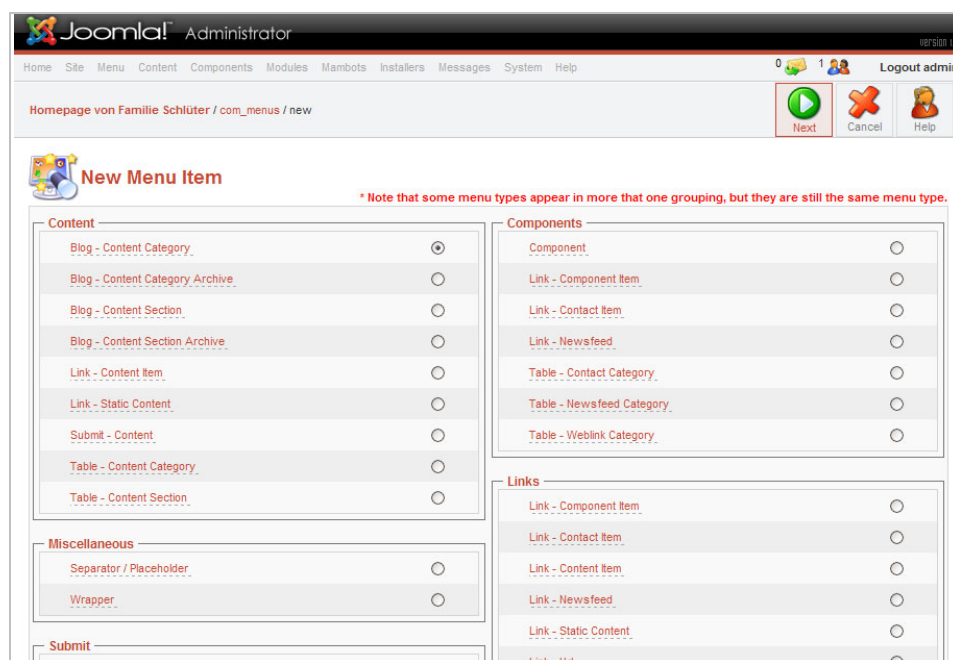 Joomla!™ Administrator
version
Home Site Menu Content Components Modules Mambots Installers Messages System Help 0 1 Logout admi
Homepage von Familie Schlüter / com_menus / new
Next Cancel Help
New Menu Item
* Note that some menu types appear in more that one grouping, but they are still the same menu type.
Content
Blog - Content Category
Blog - Content Category Archive
Blog - Content Section
Blog - Content Section Archive
Link - Content Item
Link - Static Content
Submit - Content
Table - Content Category
Table - Content Section
Miscellaneous
Separator / Placeholder
Wrapper
Submit
Components
Component
Link - Component Item
Link - Contact Item
Link - Newsfeed
Table - Contact Category
Table - Newsfeed Category
Table - Weblink Category
Links
Link - Component Item
Link - Contact Item
Link - Content Item
Link - Newsfeed
Link - Static Content